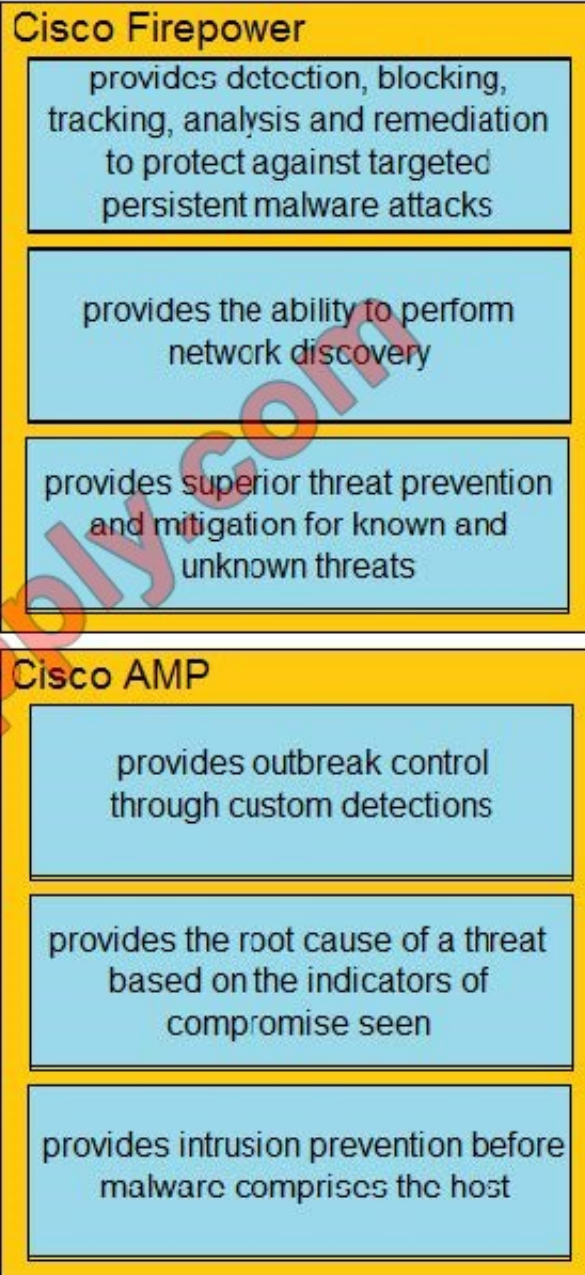 Cisco Firepower
provides detection, blocking,
tracking, analysis and remediation
to protect against targeted
persistent malware attacks
provides the ability to perform
network discovery
provides superior threat prevention
and mitigation for known and
unknown threats
ply.com
Cisco AMP
provides outbreak control
through custom detections
provides the root cause of a threat
based on the indicators of
compromise seen
provides intrusion prevention before
malware comprises the host